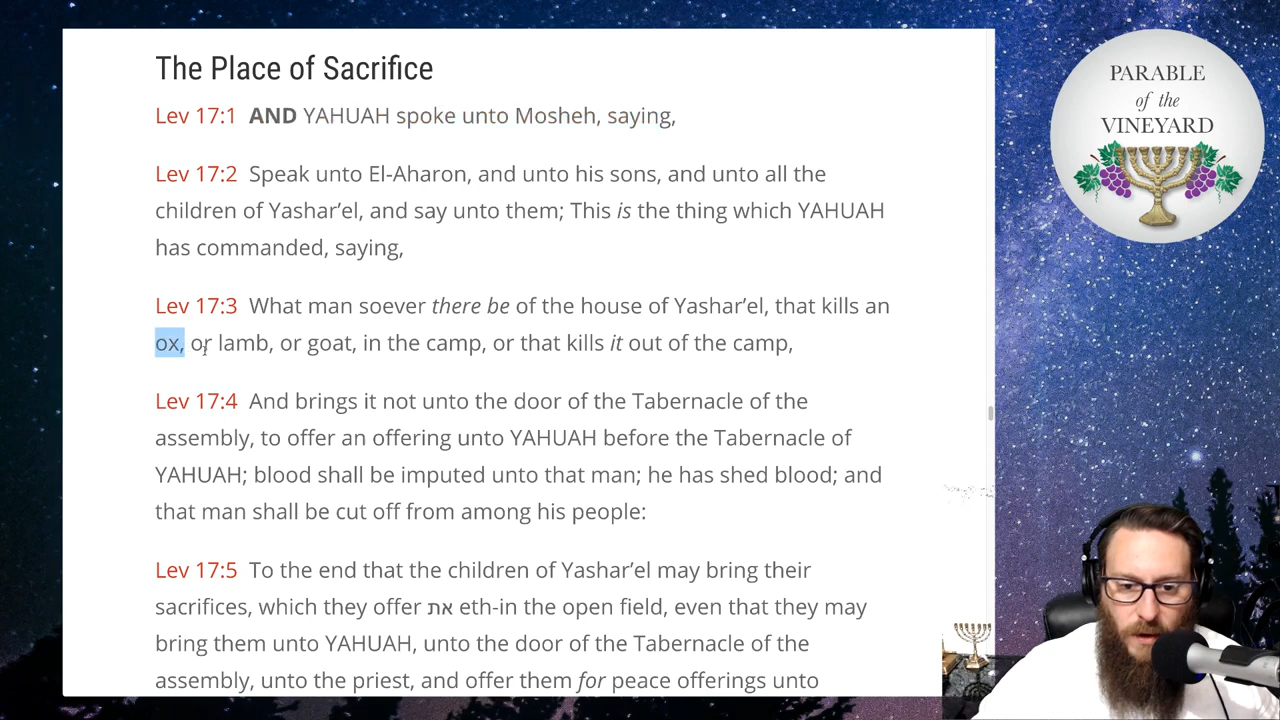 The Place of Sacrifice
Lev 17:1 AND YAHUAH spoke unto Mosheh, saying,
Lev 17:2 Speak unto El-Aharon, and unto his sons, and unto all the
children of Yashar’el, and say unto them; This is the thing which YAHUAH
has commanded, saying,
Lev 17:3 What man soever there be of the house of Yashar’el, that kills an
ox, or lamb, or goat, in the camp, or that kills it out of the camp,
Lev 17:4 And brings it not unto the door of the Tabernacle of the
assembly, to offer an offering unto YAHUAH before the Tabernacle of
YAHUAH; blood shall be imputed unto that man; he has shed blood; and
that man shall be cut off from among his people:
Lev 17:5 To the end that the children of Yashar’el may bring their
sacrifices, which they offer את eth-in the open field, even that they may
bring them unto YAHUAH, unto the door of the Tabernacle of the
assembly, unto the priest, and offer them for peace offerings unto
PARABLE
of the
VINEYARD